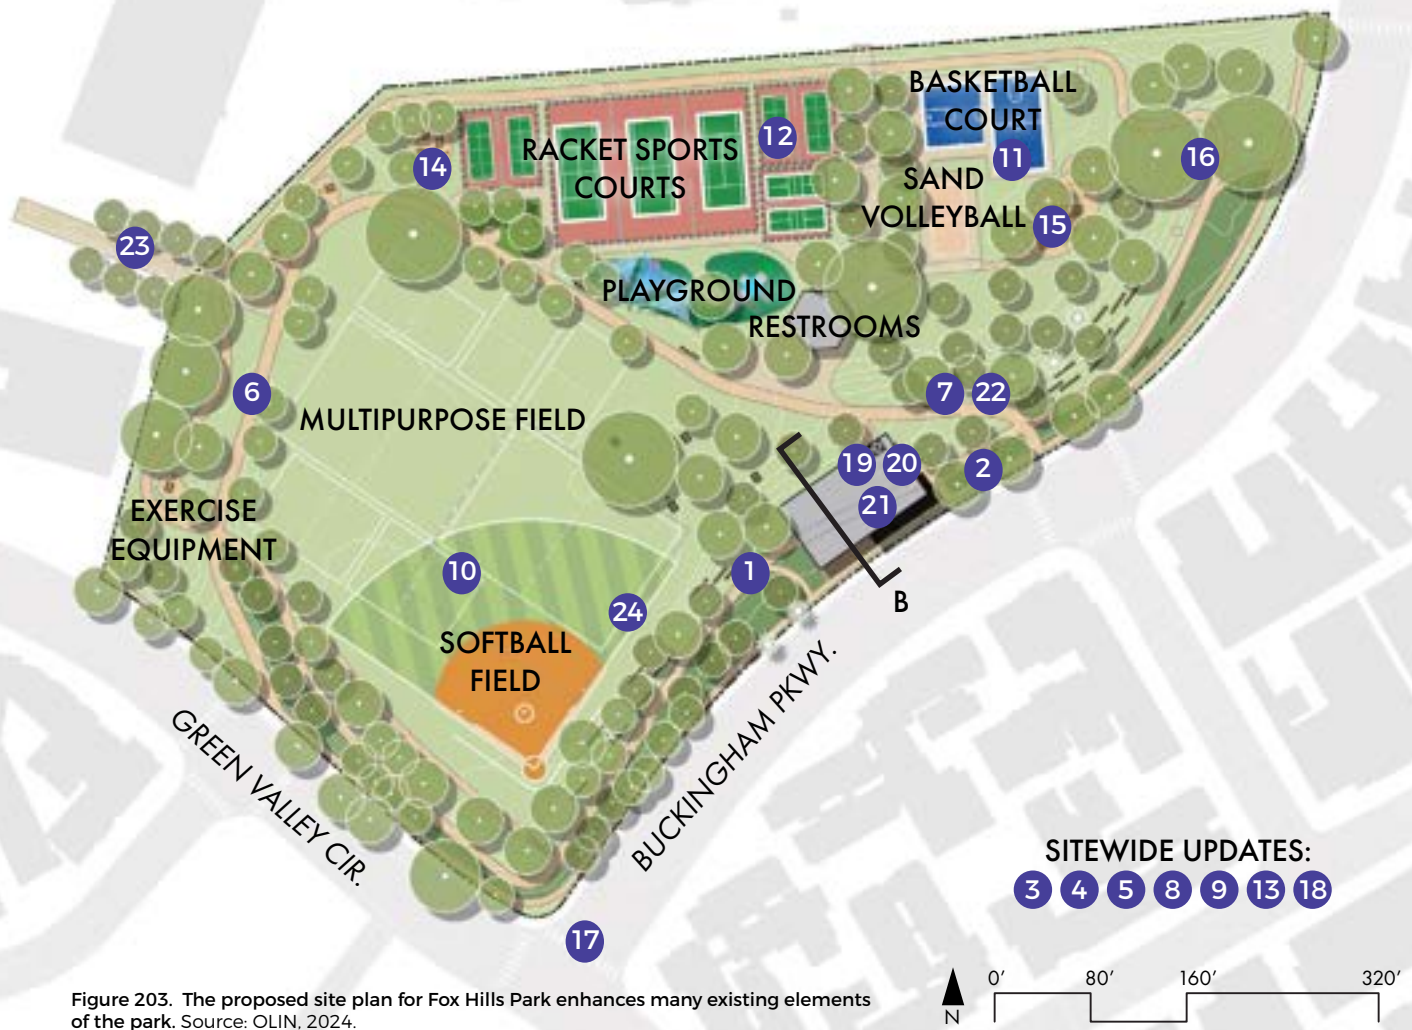 BASKETBALL
COURT
12
RACKET SPORTS
COURTS
11
16
14
SAND
VOLLEYBALL
15
23
PLAYGROUND
RESTROOMS
6
7
22
MULTIPURPOSE FIELD
19
20
2
21
EXERCISE
EQUIPMENT
10
1
24
B
SOFTBALL
FIELD
GREEN VALLEY CIR.
BUCKINGHAM PKWY.
SITEWIDE UPDATES:
3 4 5 8 9 13 18
17
N
0' 80' 160' 320'
Figure 203. The proposed site plan for Fox Hills Park enhances many existing elements
of the park. Source: OLIN, 2024.